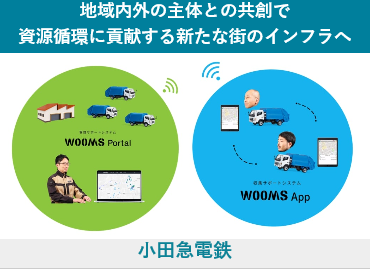 地域内外の主体との共創で
資源循環に貢献する新たな街のインフラへ
WOOMS Portal
WOOMS App
小田急電鉄